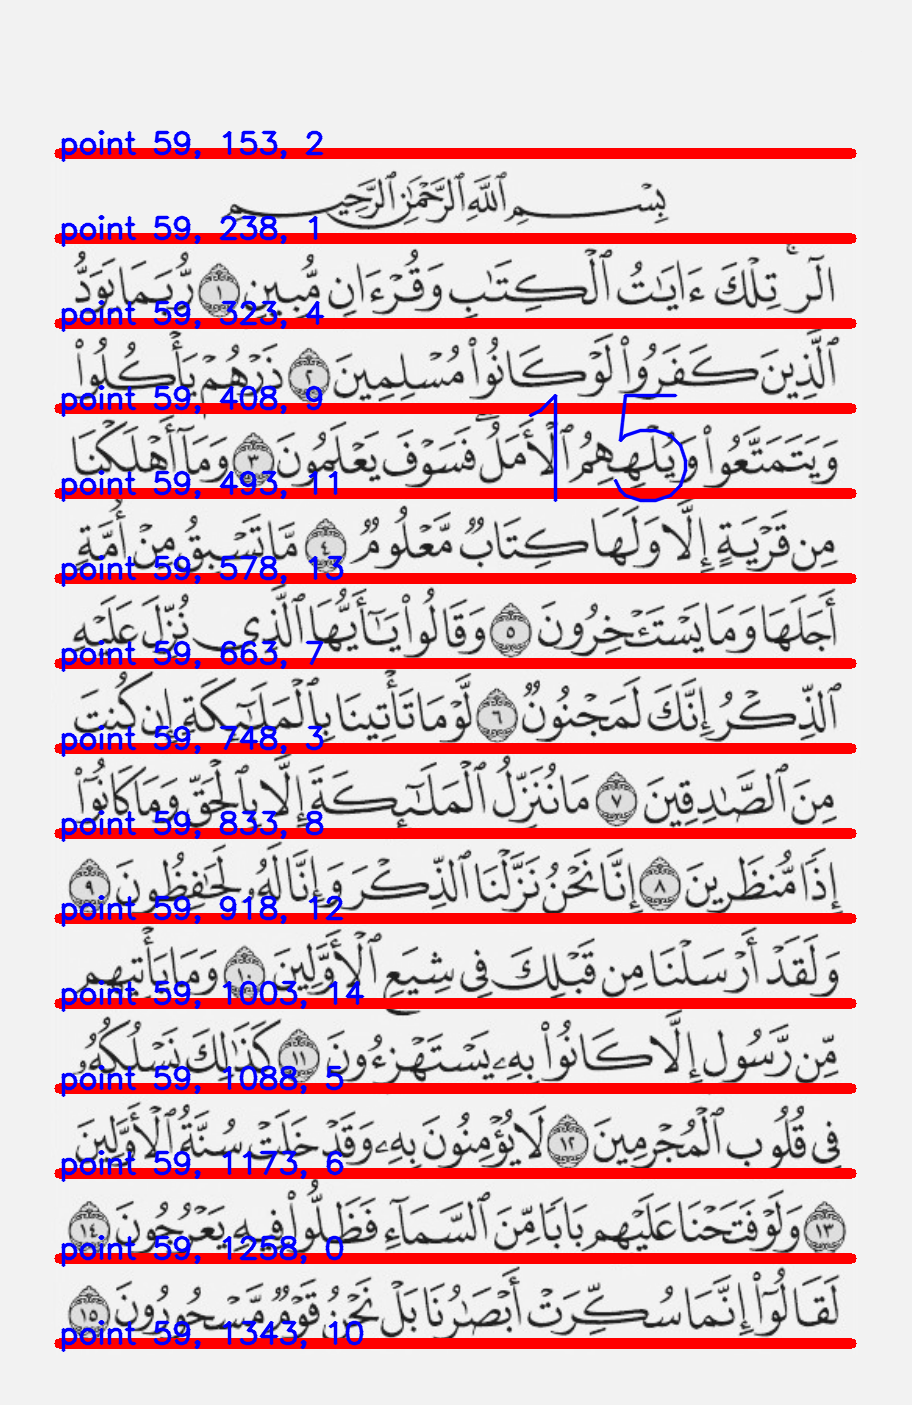 point 59, 153, 2
بِسْمِ ٱللَّهِ ٱلرَّحْمَٰنِ ٱلرَّحِيمِ
point 59, 238, 1
الٓر ۚ تِلْكَ ءَايَٰتُ ٱلْكِتَٰبِ وَقُرْءَانٍ مُّبِينٍ ١ رُّبَمَا يَوَدُّ
point 59, 323, 4
ٱلَّذِينَ كَفَرُوا۟ لَوْ كَانُوا۟ مُسْلِمِينَ ٢ ذَرْهُمْ يَأْكُلُوا۟
point 59, 408, 9
15
وَيَتَمَتَّعُوا۟ وَيُلْهِهِمُ ٱلْأَمَلُ ۖ فَسَوْفَ يَعْلَمُونَ ٣ وَمَآ أَهْلَكْنَا
point 59, 493, 11
مِن قَرْيَةٍ إِلَّا وَلَهَا كِتَابٌ مَّعْلُومٌ ٤ مَّا تَسْبِقُ مِنْ أُمَّةٍ
point 59, 578, 13
أَجَلَهَا وَمَا يَسْتَـْٔخِرُونَ ٥ وَقَالُوا۟ يَٰٓأَيُّهَا ٱلَّذِى نُزِّلَ عَلَيْهِ
point 59, 663, 7
ٱلذِّكْرُ إِنَّكَ لَمَجْنُونٌ ٦ لَّوْ مَا تَأْتِينَا بِٱلْمَلَٰٓئِكَةِ إِن كُنتَ
point 59, 748, 3
مِنَ ٱلصَّٰدِقِينَ ٧ مَا نُنَزِّلُ ٱلْمَلَٰٓئِكَةَ إِلَّا بِٱلْحَقِّ وَمَا كَانُوٓا۟
point 59, 833, 8
إِذًا مُّنظَرِينَ ٨ إِنَّا نَحْنُ نَزَّلْنَا ٱلذِّكْرَ وَإِنَّا لَهُۥ لَحَٰفِظُونَ ٩
point 59, 918, 12
وَلَقَدْ أَرْسَلْنَا مِن قَبْلِكَ فِى شِيَعِ ٱلْأَوَّلِينَ ١٠ وَمَا يَأْتِيهِم
point 59, 1003, 14
مِّن رَّسُولٍ إِلَّا كَانُوا۟ بِهِۦ يَسْتَهْزِءُونَ ١١ كَذَٰلِكَ نَسْلُكُهُۥ
point 59, 1088, 5
فِى قُلُوبِ ٱلْمُجْرِمِينَ ١٢ لَا يُؤْمِنُونَ بِهِۦ وَقَدْ خَلَتْ سُنَّةُ ٱلْأَوَّلِينَ
point 59, 1173, 6
١٣ وَلَوْ فَتَحْنَا عَلَيْهِم بَابًا مِّنَ ٱلسَّمَآءِ فَظَلُّوا۟ فِيهِ يَعْرُجُونَ ١٤
point 59, 1258, 0
لَقَالُوٓا۟ إِنَّمَا سُكِّرَتْ أَبْصَٰرُنَا بَلْ نَحْنُ قَوْمٌ مَّسْحُورُونَ ١٥
point 59, 1343, 10